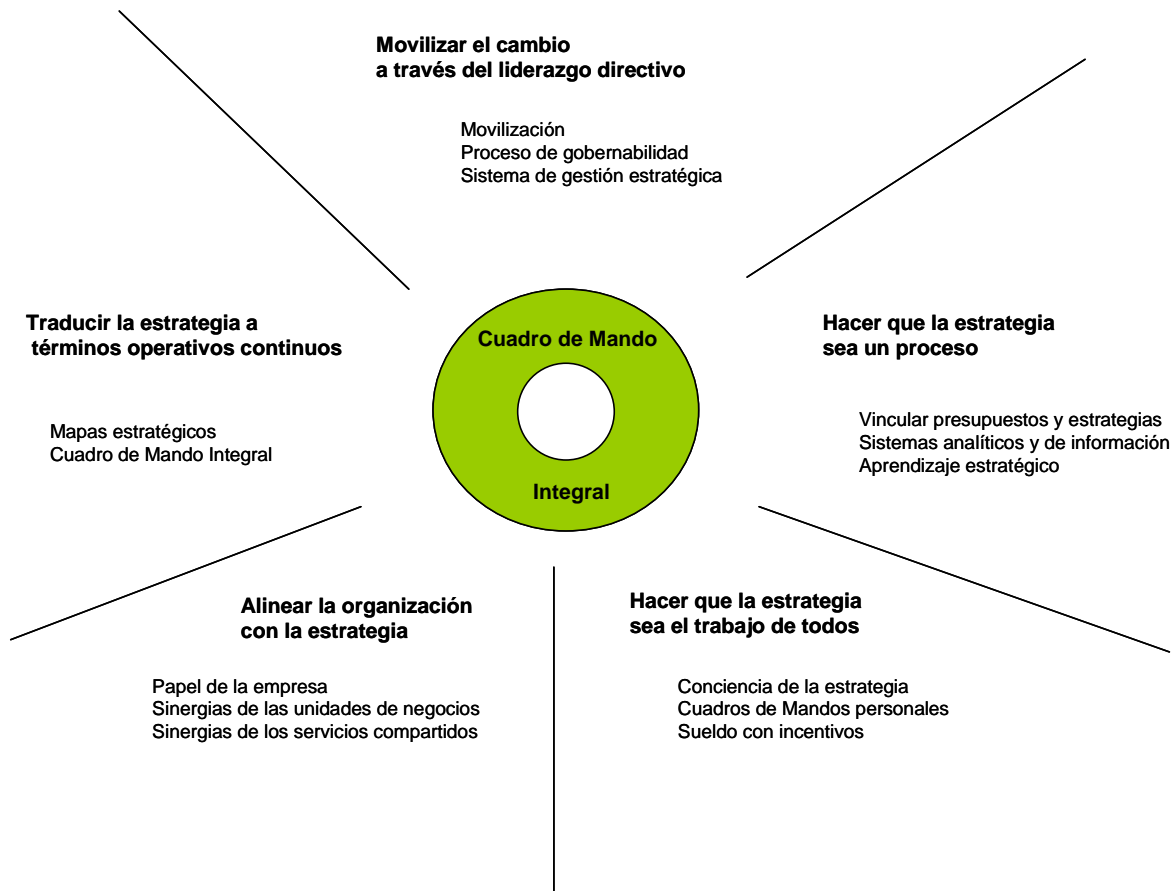 Movilizar el cambio
a través del liderazgo directivo
Movilización
Proceso de gobernabilidad
Sistema de gestión estratégica
Traducir la estrategia a
términos operativos continuos
Mapas estratégicos
Cuadro de Mando Integral
Cuadro de Mando
Integral
Hacer que la estrategia
sea un proceso
Vincular presupuestos y estrategias
Sistemas analíticos y de información
Aprendizaje estratégico
Alinear la organización
con la estrategia
Papel de la empresa
Sinergias de las unidades de negocios
Sinergias de los servicios compartidos
Hacer que la estrategia
sea el trabajo de todos
Conciencia de la estrategia
Cuadros de Mandos personales
Sueldo con incentivos